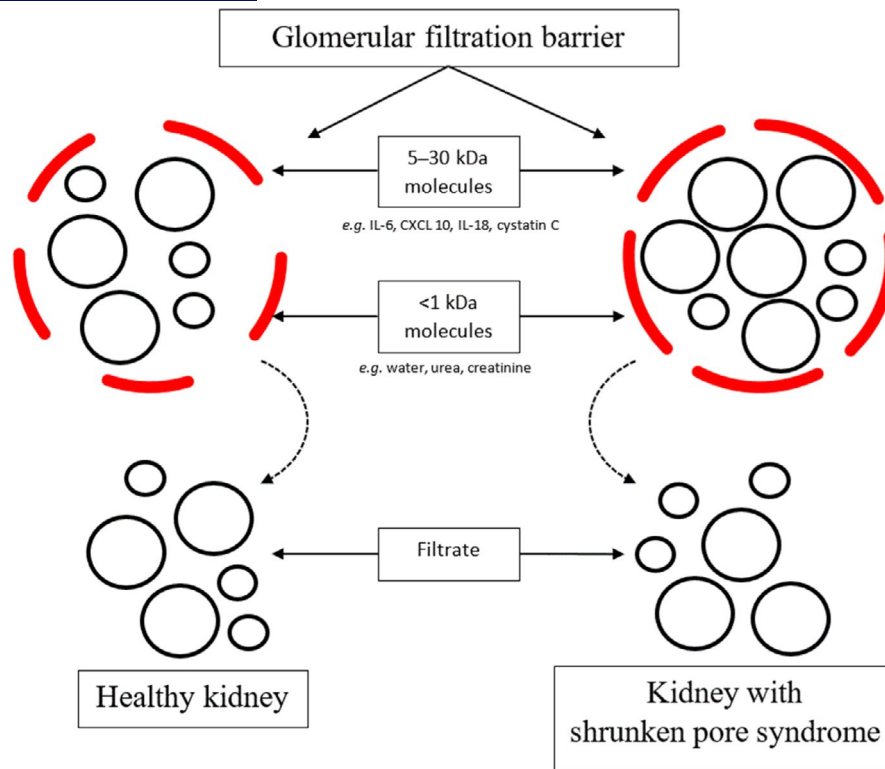 Glomerular filtration barrier
5–30 kDa
molecules
e.g. IL-6, CXCL 10, IL-18, cystatin C
<1 kDa
molecules
e.g. water, urea, creatinine
Filtrate
Healthy kidney
Kidney with
shrunken pore syndrome